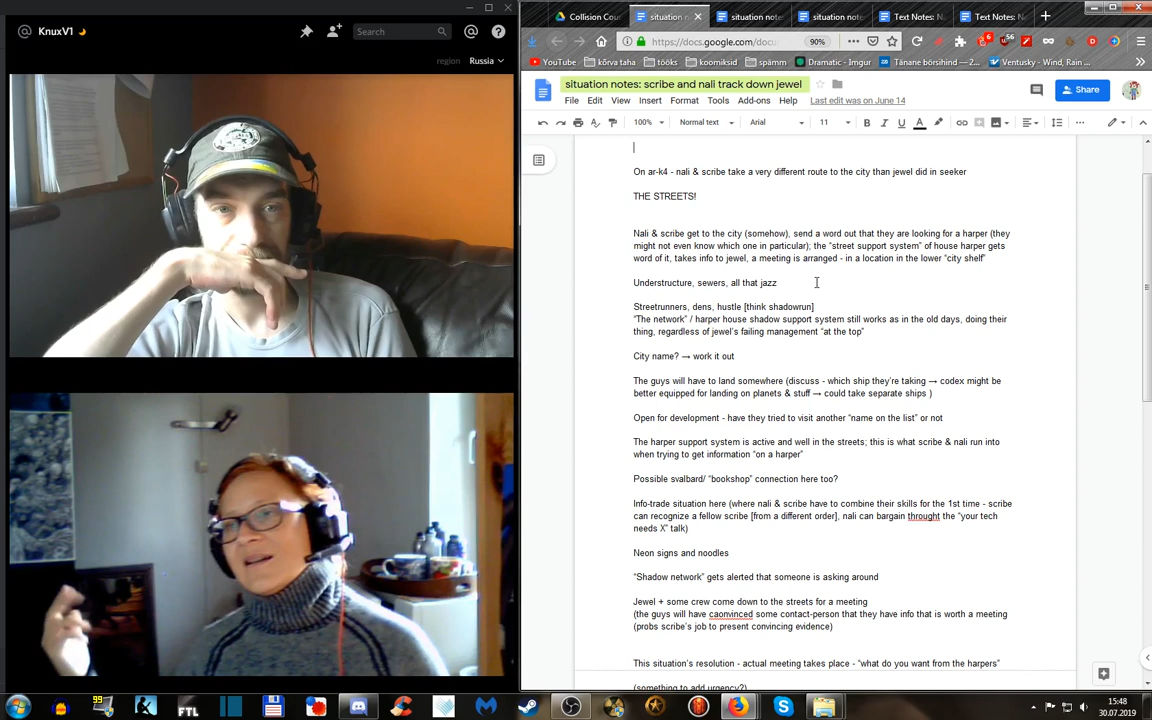 KnuxV1
Search
region Russia
Collision Cou
situation n
situation note
situation note
Text Notes: N
Text Notes: N
https://docs.google.com/docu
90%
6
56
YouTube
kõrva taha
tööks
koomiksid
spämm
Dramatic - Imgur
Tänane börsihind — 2...
Ventusky - Wind, Rain ...
situation notes: scribe and nali track down jewel
File Edit View Insert Format Tools Add-ons Help Last edit was on June 14
Share
100% Normal text Arial 11 B I U A
On ar-k4 - nali & scribe take a very different route to the city than jewel did in seeker
THE STREETS!
Nali & scribe get to the city (somehow), send a word out that they are looking for a harper (they
might not even know which one in particular); the “street support system” of house harper gets
word of it, takes info to jewel, a meeting is arranged - in a location in the lower “city shelf”
Understructure, sewers, all that jazz
Streetrunners, dens, hustle [think shadowrun]
“The network” / harper house shadow support system still works as in the old days, doing their
thing, regardless of jewel’s failing management “at the top”
City name? → work it out
The guys will have to land somewhere (discuss - which ship they’re taking → codex might be
better equipped for landing on planets & stuff → could take separate ships )
Open for development - have they tried to visit another “name on the list” or not
The harper support system is active and well in the streets; this is what scribe & nali run into
when trying to get information “on a harper”
Possible svalbard/ “bookshop” connection here too?
Info-trade situation here (where nali & scribe have to combine their skills for the 1st time - scribe
can recognize a fellow scribe [from a different order], nali can bargain throught the “your tech
needs X” talk)
Neon signs and noodles
“Shadow network” gets alerted that someone is asking around
Jewel + some crew come down to the streets for a meeting
(the guys will have caonvinced some contact-person that they have info that is worth a meeting
(probs scribe’s job to present convincing evidence)
This situation’s resolution - actual meeting takes place - “what do you want from the harpers”
(something to add urgency?)
FTL
15:48
30.07.2019